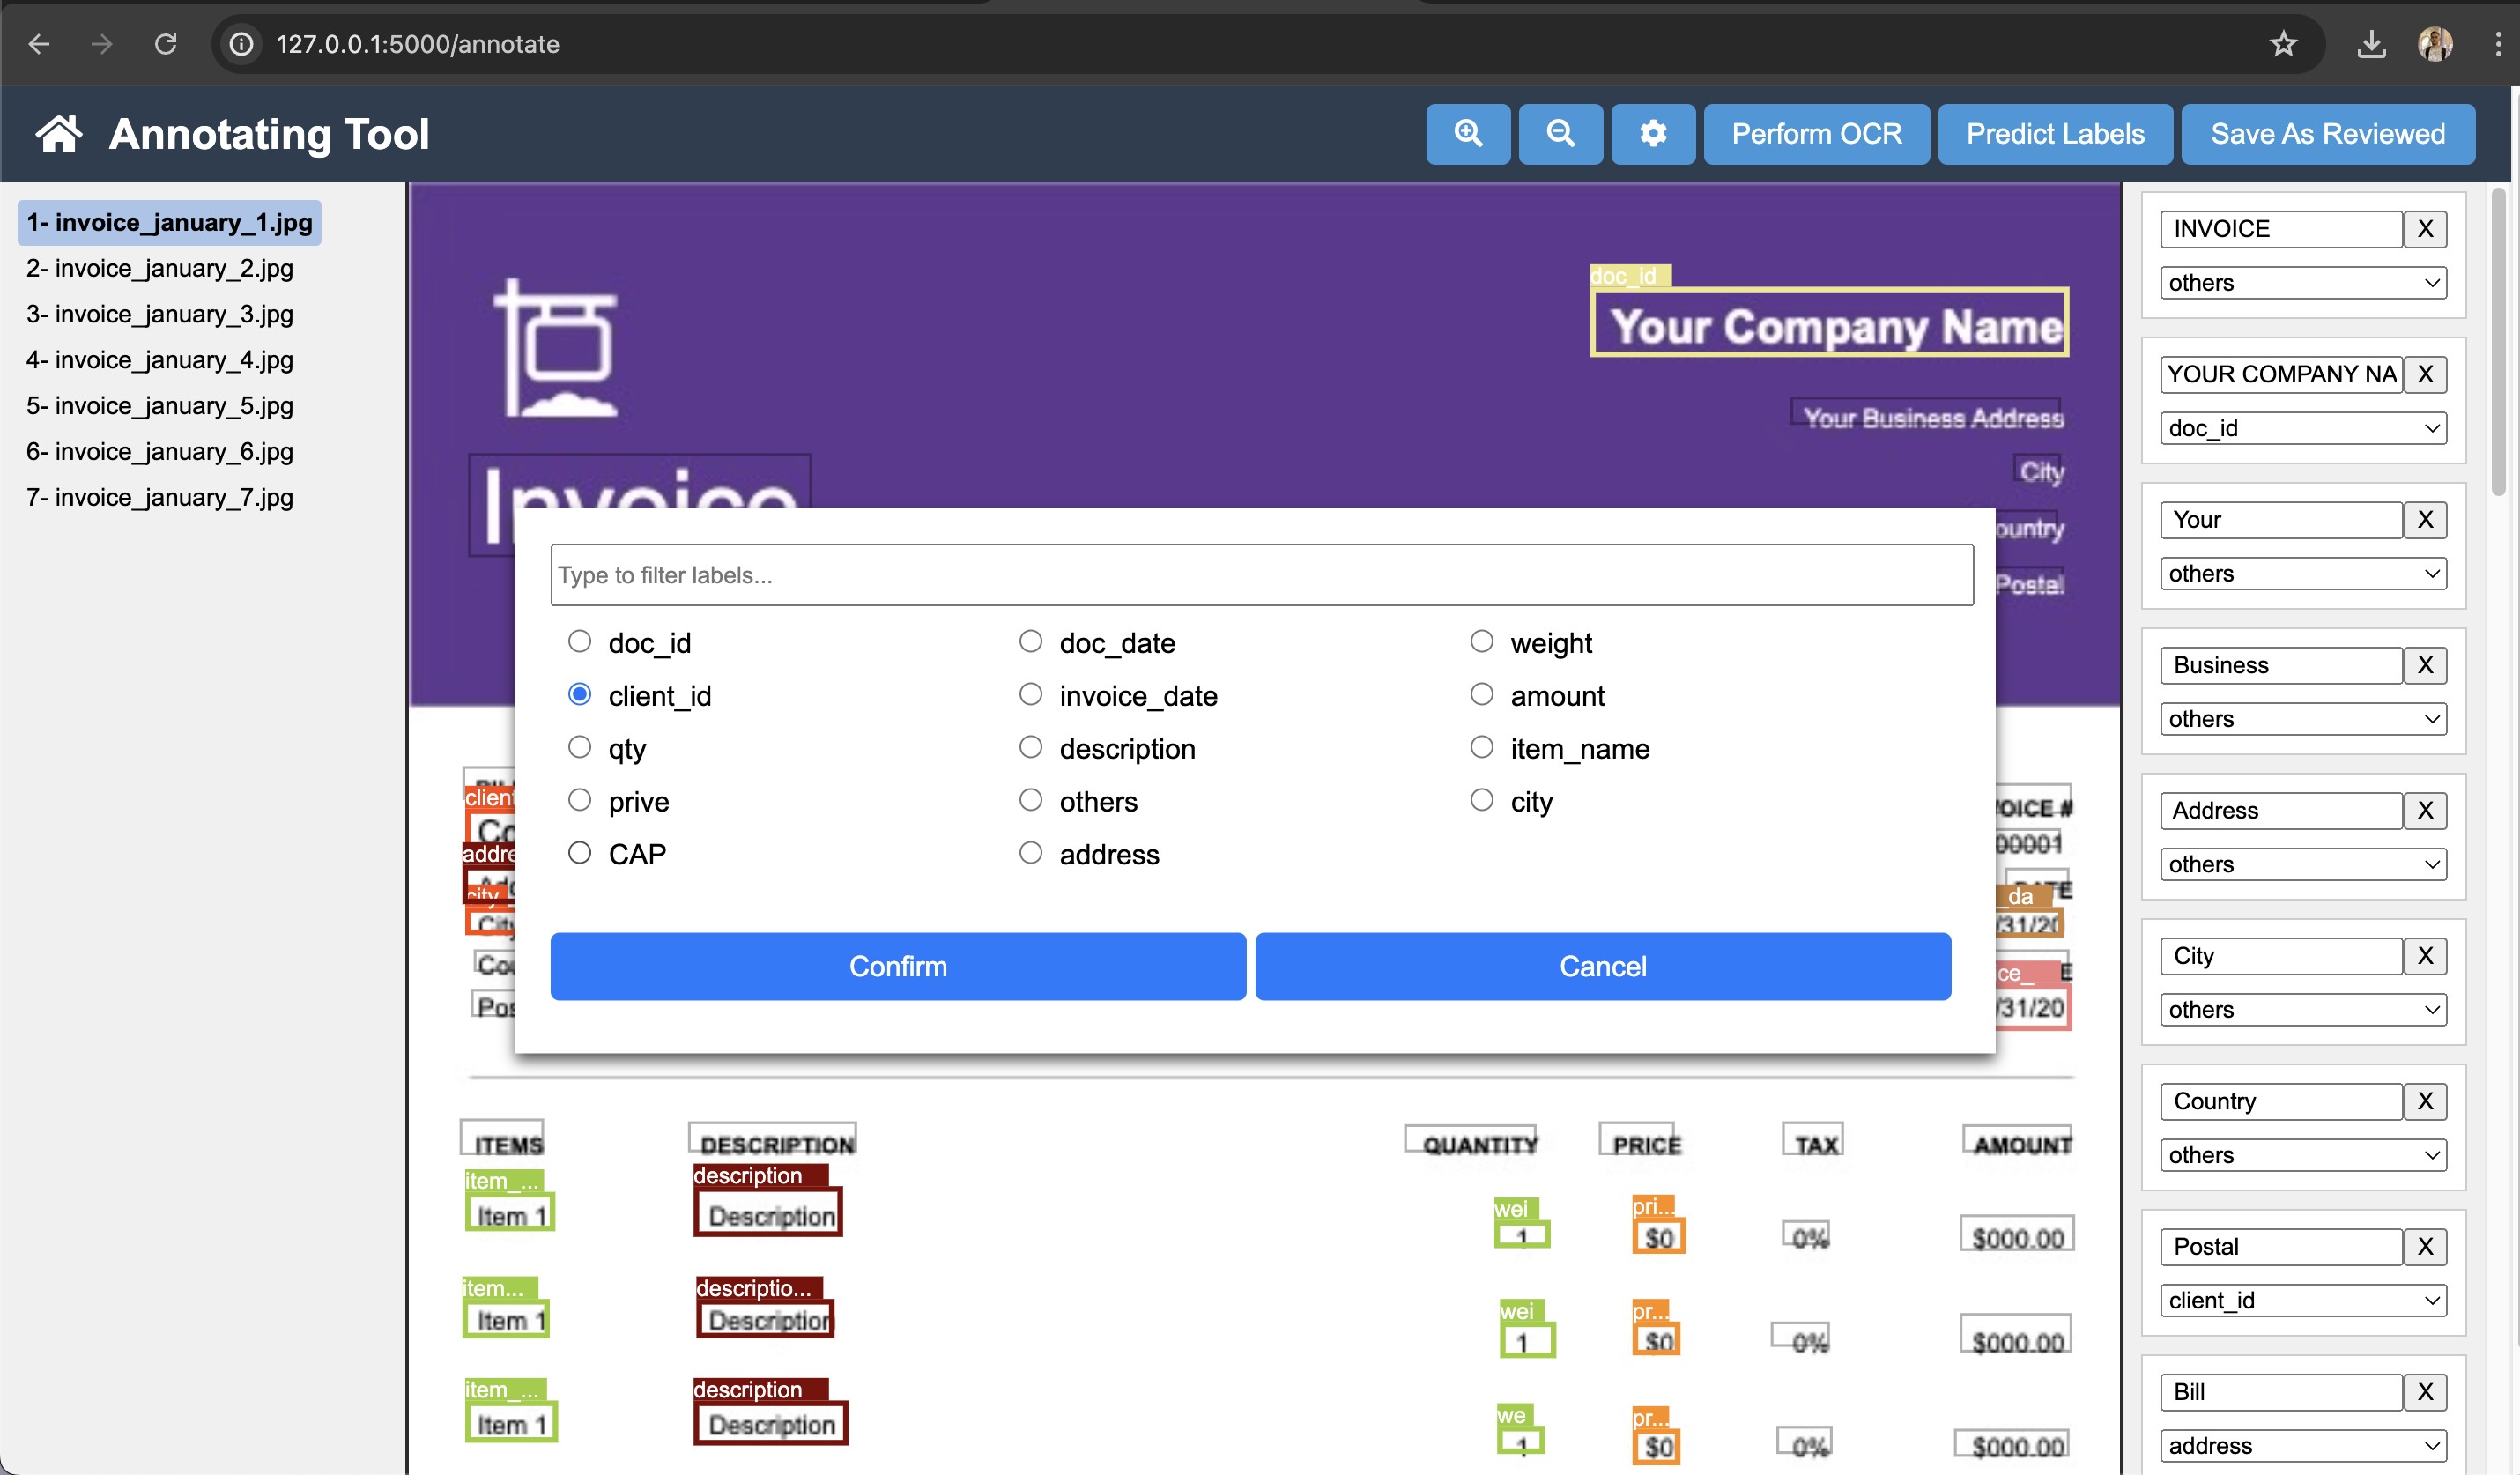 127.0.0.1:5000/annotate
Annotating Tool
Perform OCR
Predict Labels
Save As Reviewed
1- invoice_january_1.jpg
2- invoice_january_2.jpg
3- invoice_january_3.jpg
4- invoice_january_4.jpg
5- invoice_january_5.jpg
6- invoice_january_6.jpg
7- invoice_january_7.jpg
doc_id
Your Company Name
Your Business Address
City
Invoice
ountry
Postal
Type to filter labels...
doc_id doc_date weight
client_id invoice_date amount
qty description item_name
prive others city
CAP address
Confirm Cancel
client
Co
addre
city
City
Cou
Pos
OICE #
00001
_da
/31/20
ce_
/31/20
ITEMS DESCRIPTION QUANTITY PRICE TAX AMOUNT
item_... description wei pri...
Item 1 Description 1 $0 0% $000.00
item... descriptio... wei pr...
Item 1 Description 1 $0 0% $000.00
item_... description we pr...
Item 1 Description 1 $0 0% $000.00
INVOICE X
others
YOUR COMPANY NA X
doc_id
Your X
others
Business X
others
Address X
others
City X
others
Country X
others
Postal X
client_id
Bill X
address